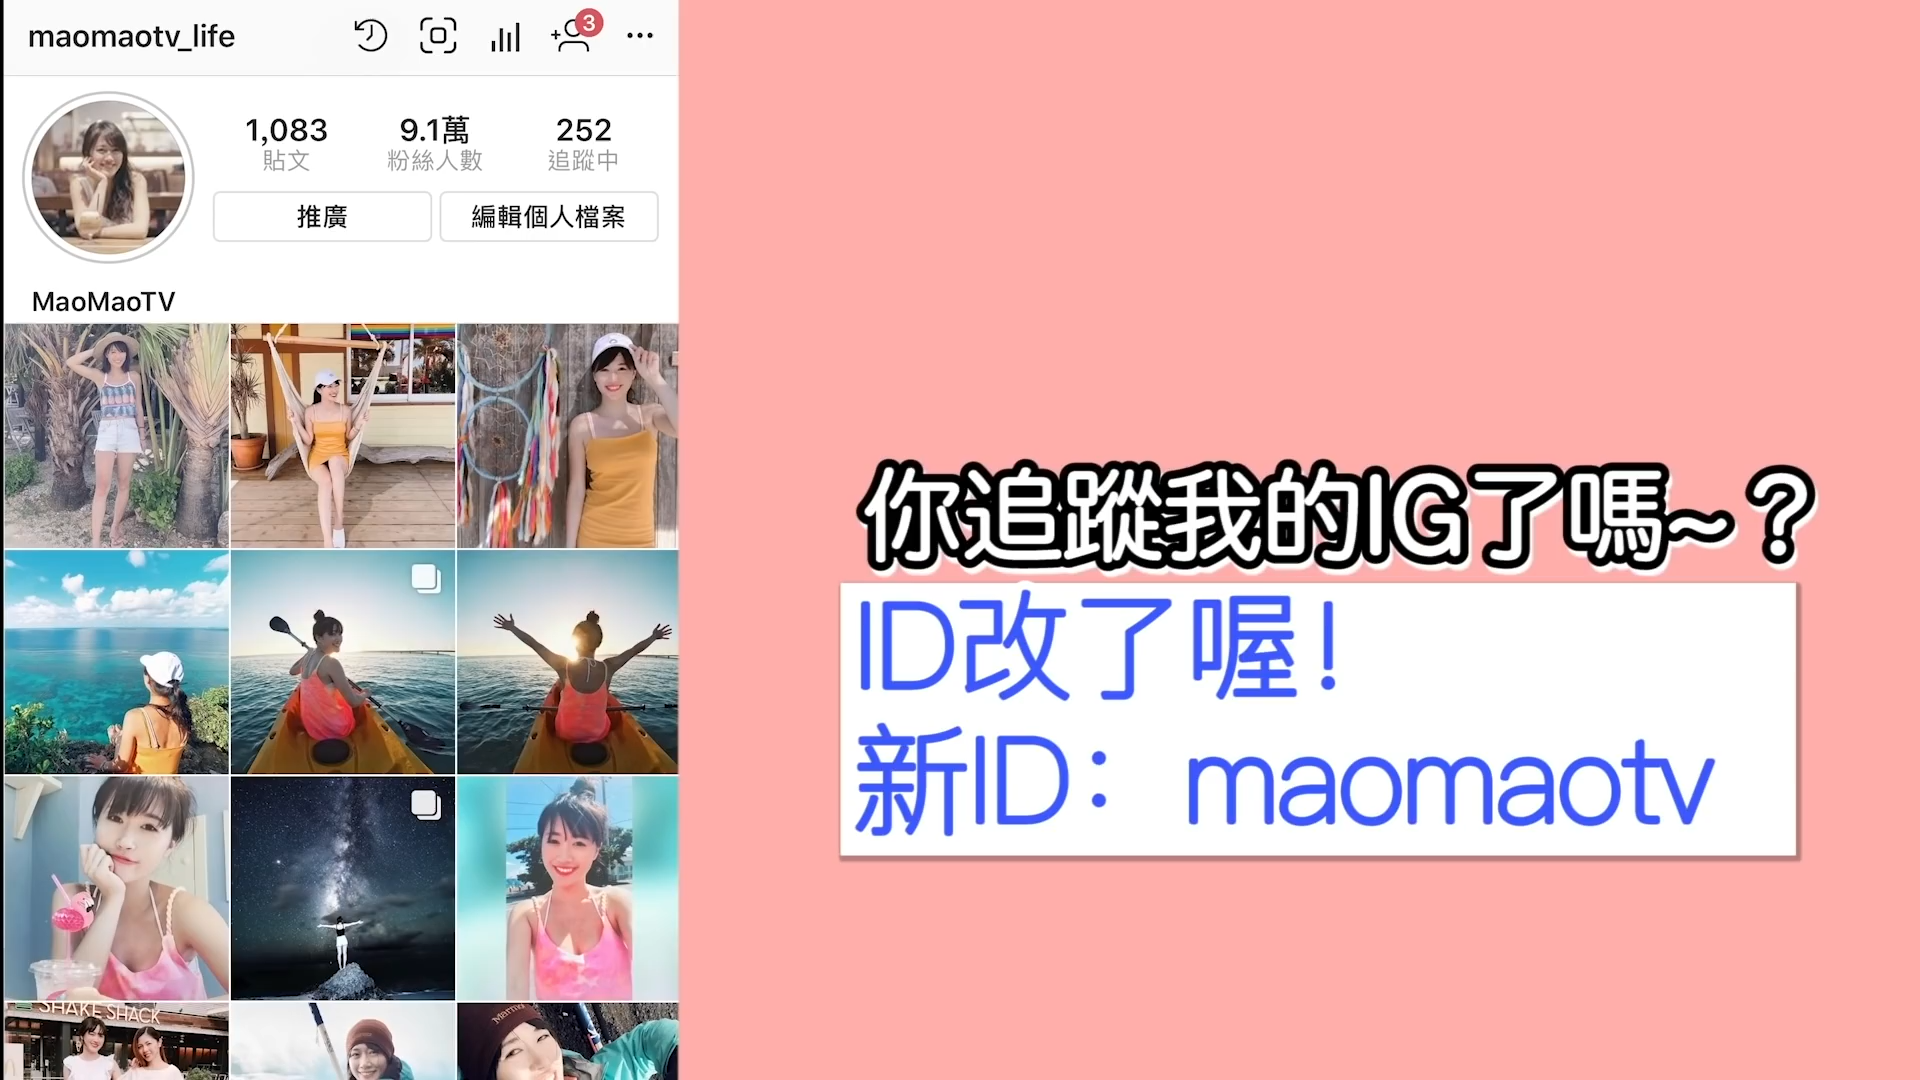 maomaotv_life
3
1,083
貼文
9.1萬
粉絲人數
252
追蹤中
推廣
編輯個人檔案
MaoMaoTV
SHAKE SHACK
你追蹤我的IG了嗎~？
ID改了喔！
新ID：maomaotv